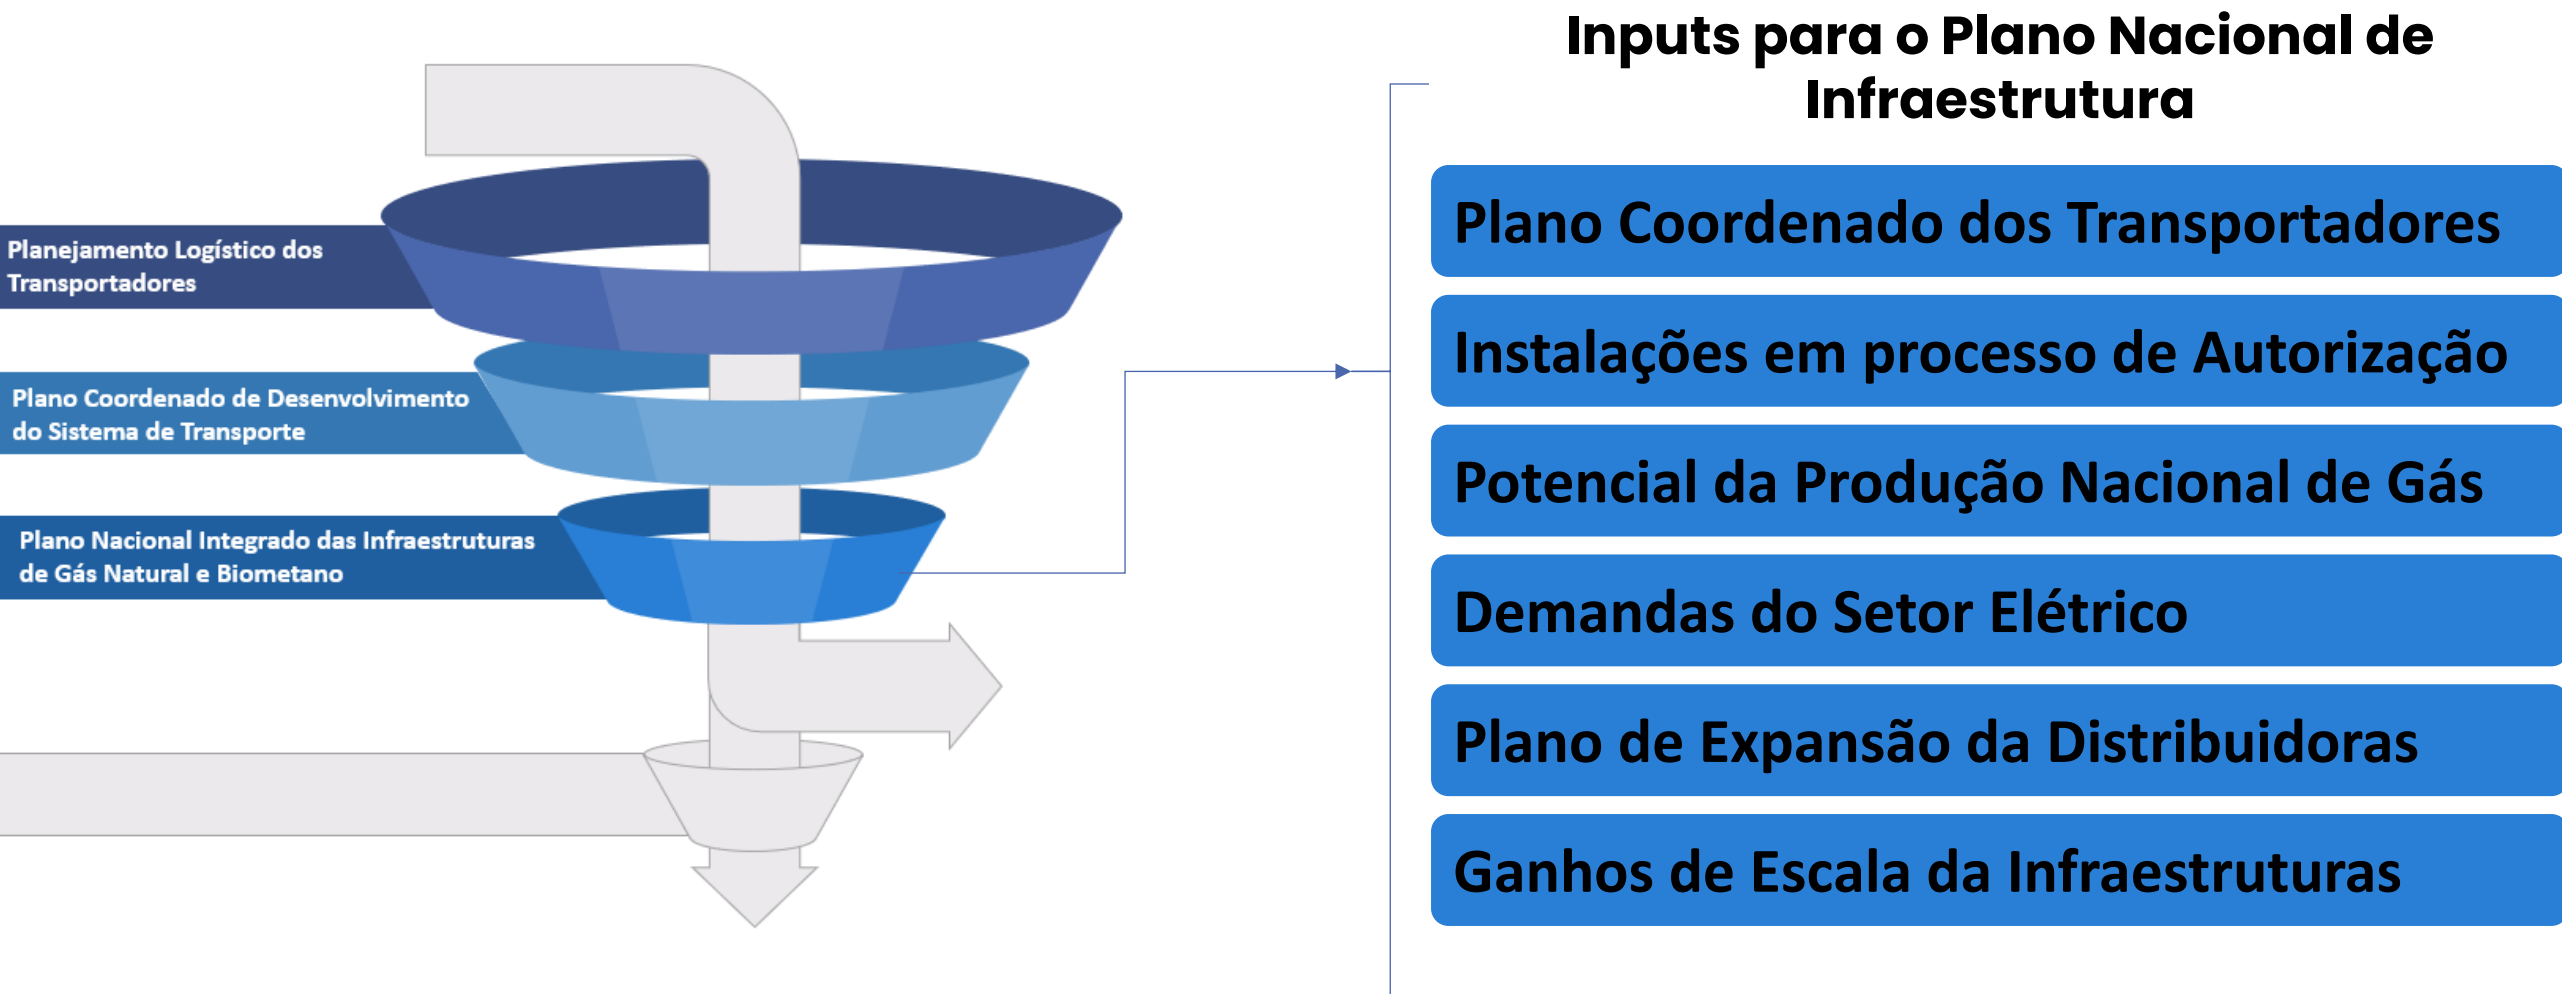 Inputs para o Plano Nacional de
Infraestrutura
Planejamento Logístico dos
Transportadores
Plano Coordenado de Desenvolvimento
do Sistema de Transporte
Plano Nacional Integrado das Infraestruturas
de Gás Natural e Biometano
Plano Coordenado dos Transportadores
Instalações em processo de Autorização
Potencial da Produção Nacional de Gás
Demandas do Setor Elétrico
Plano de Expansão da Distribuidoras
Ganhos de Escala da Infraestruturas